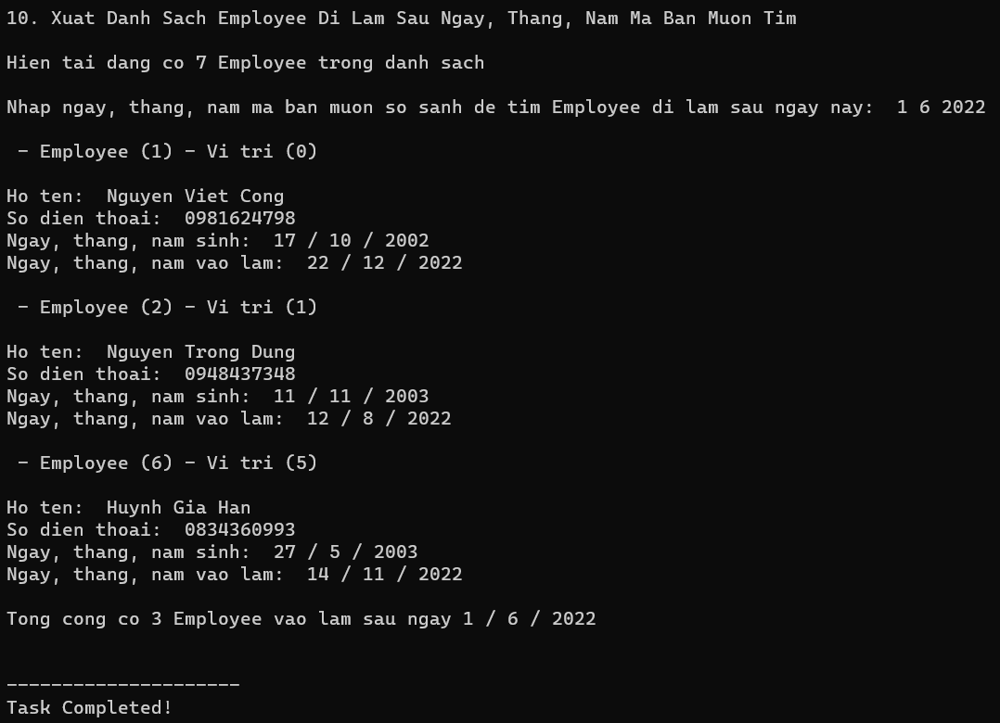 10. Xuat Danh Sach Employee Di Lam Sau Ngay, Thang, Nam Ma Ban Muon Tim
Hien tai dang co 7 Employee trong danh sach
Nhap ngay, thang, nam ma ban muon so sanh de tim Employee di lam sau ngay nay:  1 6 2022
- Employee (1) - Vi tri (0)
Ho ten:  Nguyen Viet Cong
So dien thoai:  0981624798
Ngay, thang, nam sinh:  17 / 10 / 2002
Ngay, thang, nam vao lam:  22 / 12 / 2022
- Employee (2) - Vi tri (1)
Ho ten:  Nguyen Trong Dung
So dien thoai:  0948437348
Ngay, thang, nam sinh:  11 / 11 / 2003
Ngay, thang, nam vao lam:  12 / 8 / 2022
- Employee (6) - Vi tri (5)
Ho ten:  Huynh Gia Han
So dien thoai:  0834360993
Ngay, thang, nam sinh:  27 / 5 / 2003
Ngay, thang, nam vao lam:  14 / 11 / 2022
Tong cong co 3 Employee vao lam sau ngay 1 / 6 / 2022
---------------------
Task Completed!